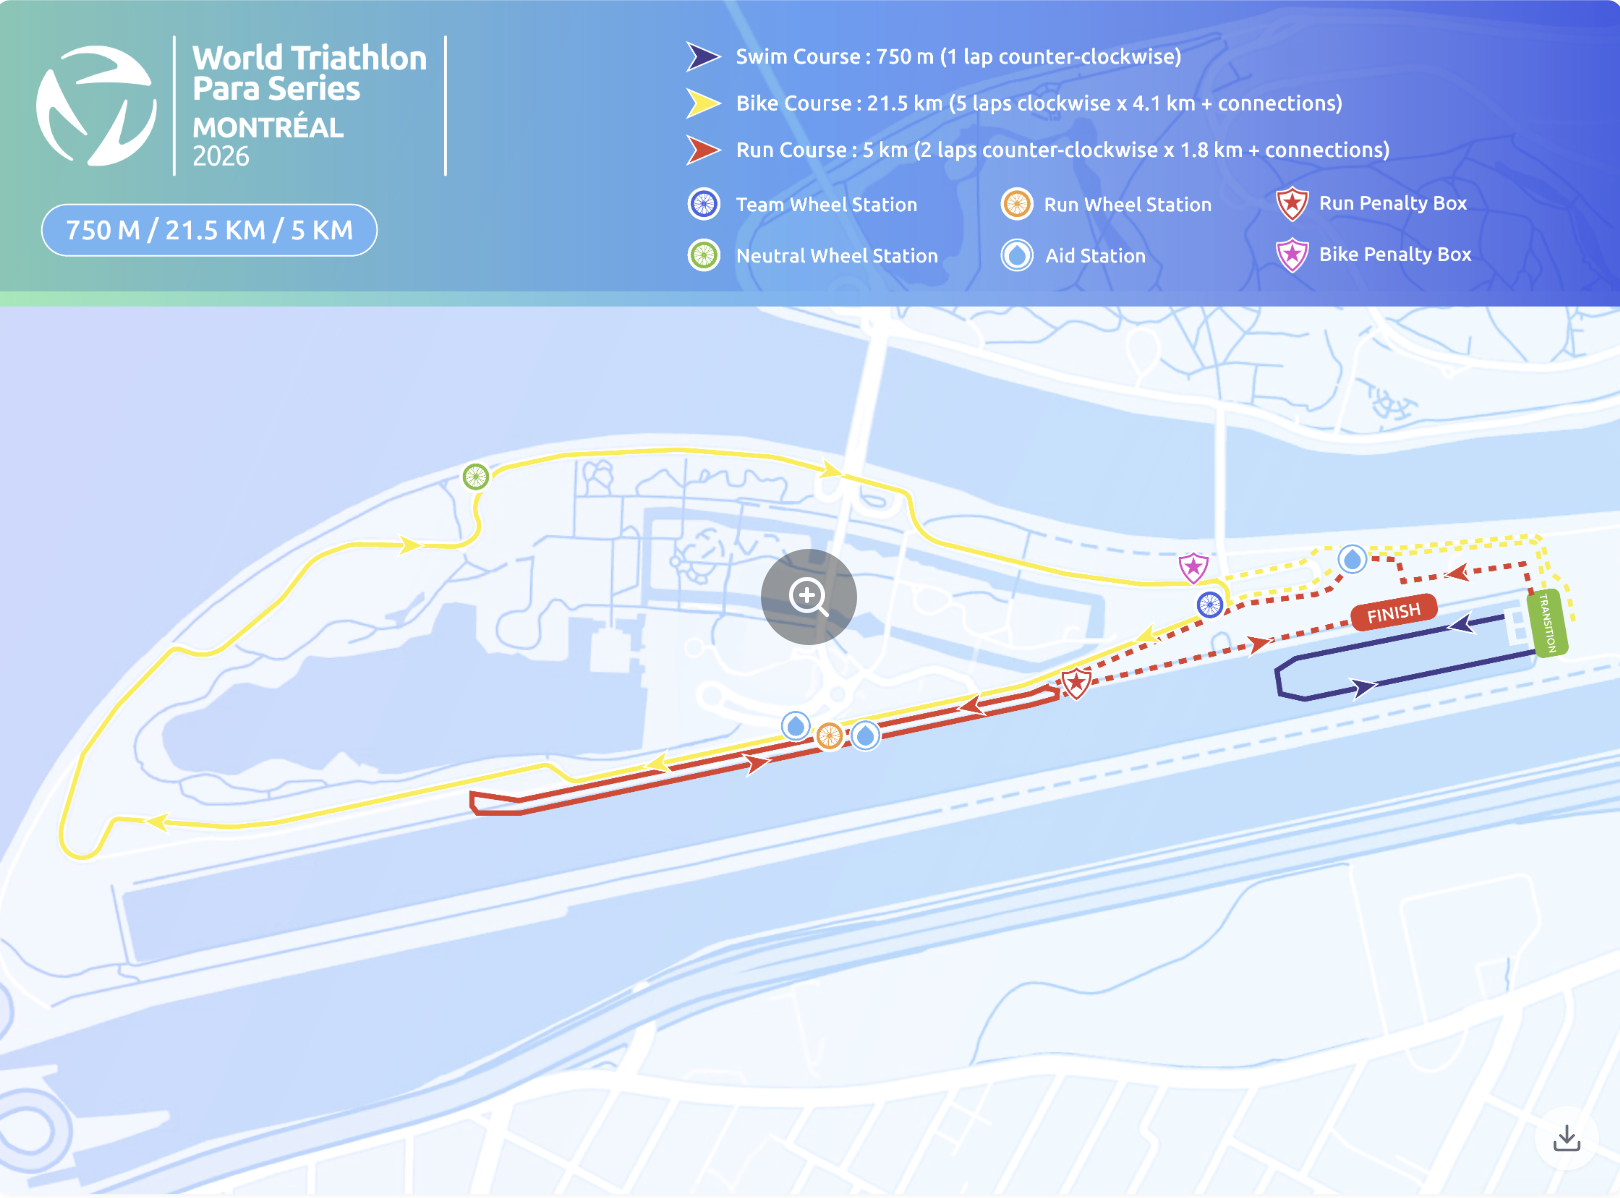 World Triathlon
Para Series
MONTRÉAL
2026
750 M / 21.5 KM / 5 KM
Swim Course : 750 m (1 lap counter-clockwise)
Bike Course : 21.5 km (5 laps clockwise x 4.1 km + connections)
Run Course : 5 km (2 laps counter-clockwise x 1.8 km + connections)
Team Wheel Station
Run Wheel Station
Run Penalty Box
Neutral Wheel Station
Aid Station
Bike Penalty Box
FINISH
TRANSITION